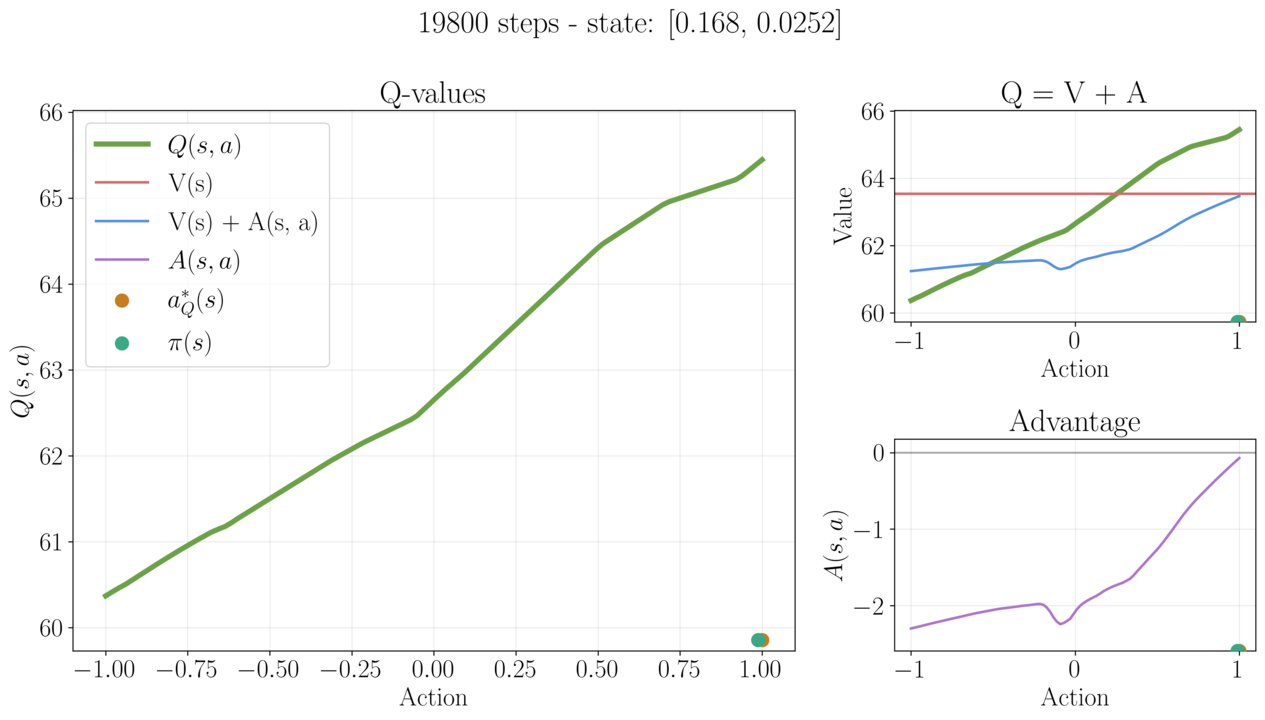 19800 steps - state: [0.168, 0.0252]
Q-values
Q(s, a)
66
65
64
63
62
61
60
Q(s, a)
V(s)
V(s) + A(s, a)
A(s, a)
a*_Q(s)
π(s)
−1.00 −0.75 −0.50 −0.25 0.00 0.25 0.50 0.75 1.00
Action
Q = V + A
Value
66
64
62
60
−1 0 1
Action
Advantage
A(s, a)
0
−1
−2
−1 0 1
Action